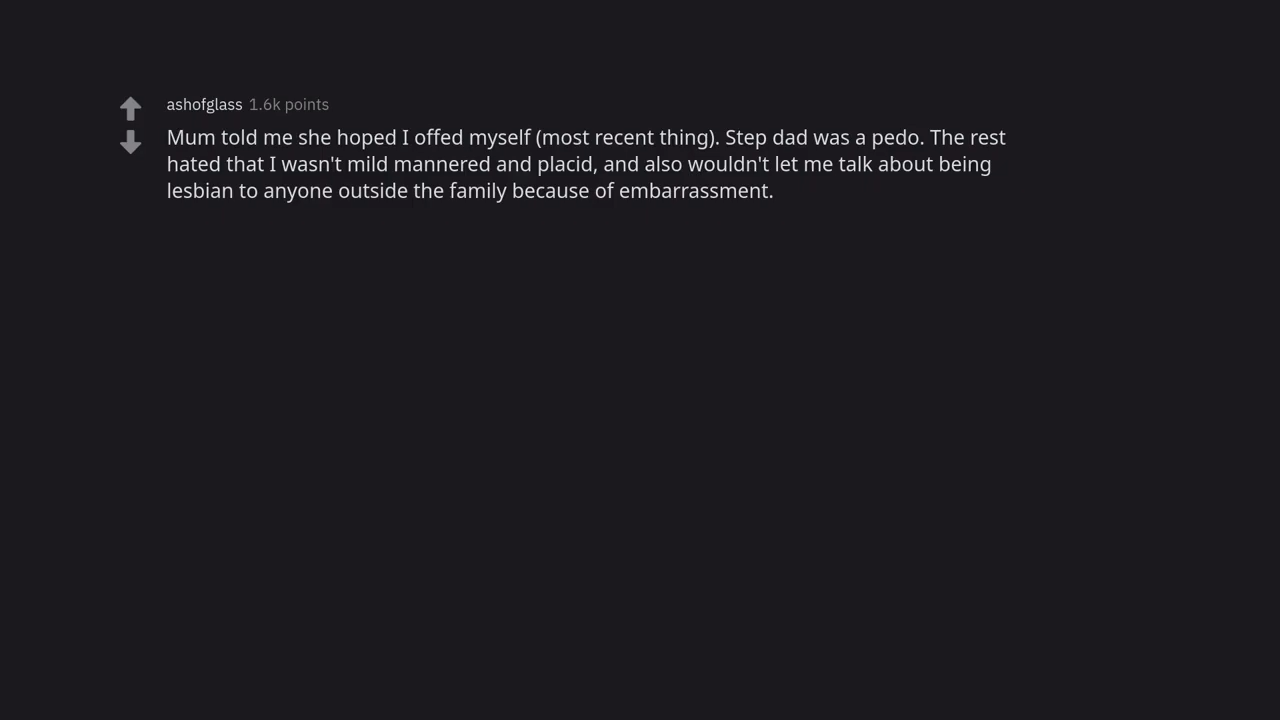 ashofglass 1.6k points
Mum told me she hoped I offed myself (most recent thing). Step dad was a pedo. The rest
hated that I wasn't mild mannered and placid, and also wouldn't let me talk about being
lesbian to anyone outside the family because of embarrassment.